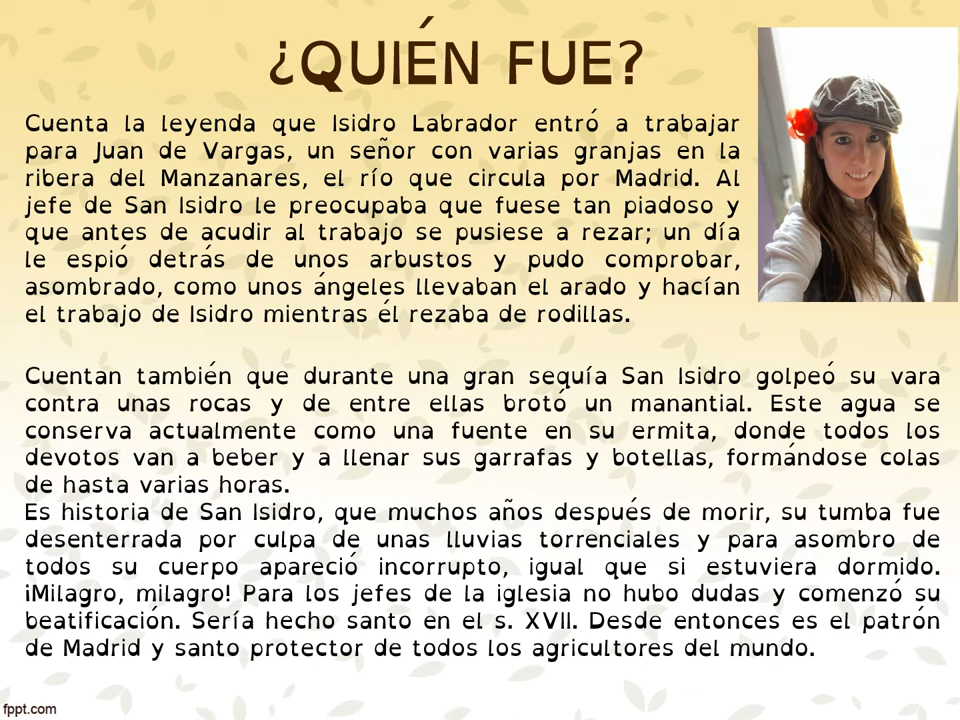 ¿QUIÉN FUE?
Cuenta la leyenda que Isidro Labrador entró a trabajar
para Juan de Vargas, un señor con varias granjas en la
ribera del Manzanares, el río que circula por Madrid. Al
jefe de San Isidro le preocupaba que fuese tan piadoso y
que antes de acudir al trabajo se pusiese a rezar; un día
le espió detrás de unos arbustos y pudo comprobar,
asombrado, como unos ángeles llevaban el arado y hacían
el trabajo de Isidro mientras él rezaba de rodillas.
Cuentan también que durante una gran sequía San Isidro golpeó su vara
contra unas rocas y de entre ellas brotó un manantial. Este agua se
conserva actualmente como una fuente en su ermita, donde todos los
devotos van a beber y a llenar sus garrafas y botellas, formándose colas
de hasta varias horas.
Es historia de San Isidro, que muchos años después de morir, su tumba fue
desenterrada por culpa de unas lluvias torrenciales y para asombro de
todos su cuerpo apareció incorrupto, igual que si estuviera dormido.
¡Milagro, milagro! Para los jefes de la iglesia no hubo dudas y comenzó su
beatificación. Sería hecho santo en el s. XVII. Desde entonces es el patrón
de Madrid y santo protector de todos los agricultores del mundo.
fppt.com